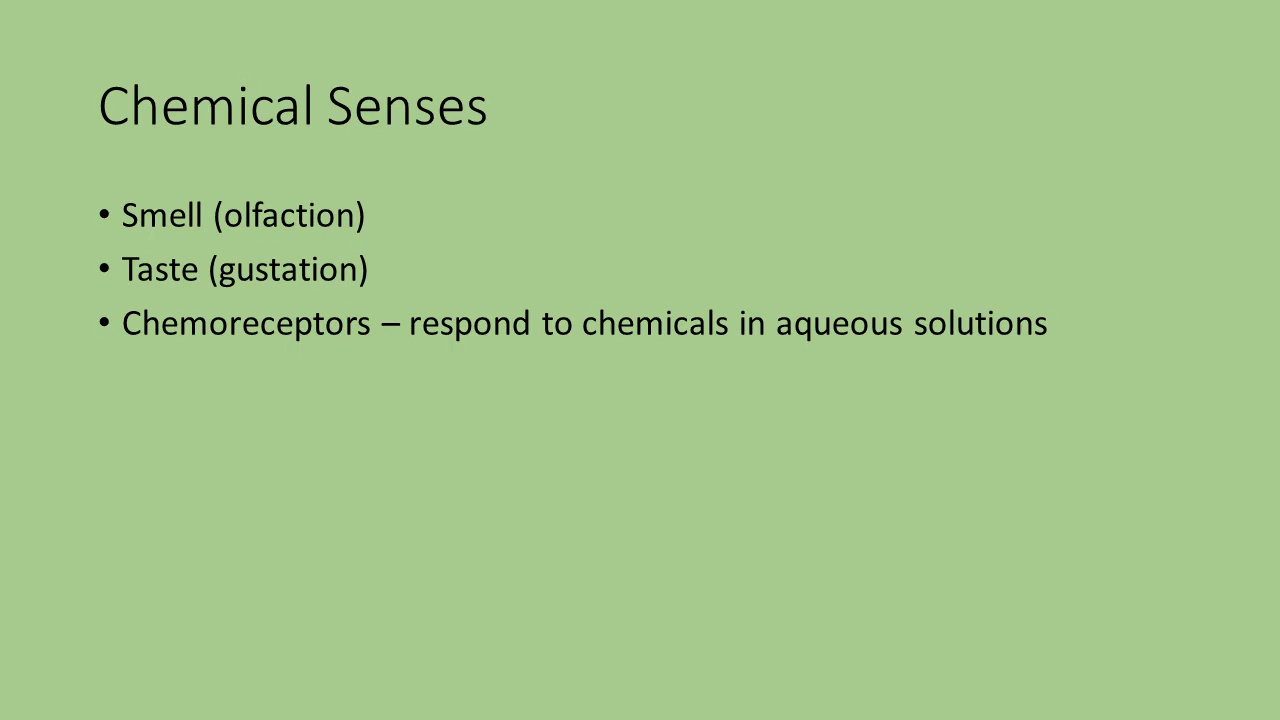 Chemical Senses
• Smell (olfaction)
• Taste (gustation)
• Chemoreceptors – respond to chemicals in aqueous solutions